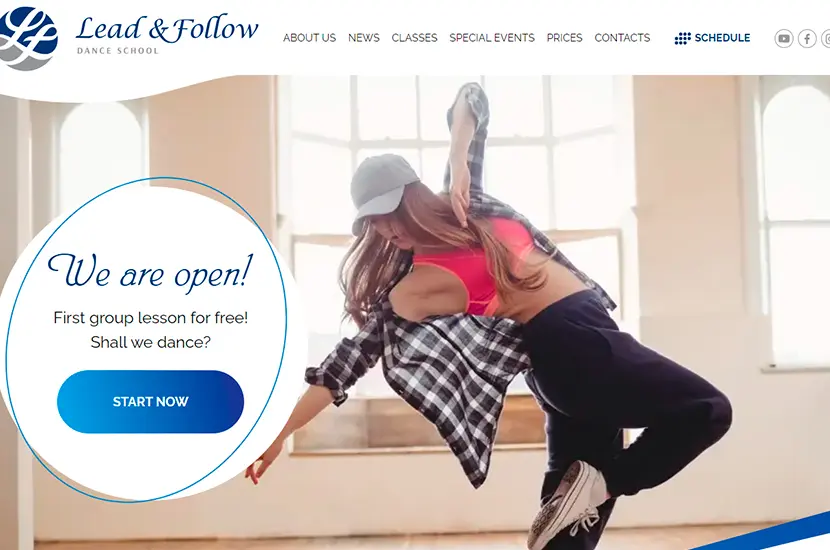 Lead & Follow
DANCE SCHOOL
ABOUT US NEWS CLASSES SPECIAL EVENTS PRICES CONTACTS SCHEDULE
We are open!
First group lesson for free!
Shall we dance?
START NOW